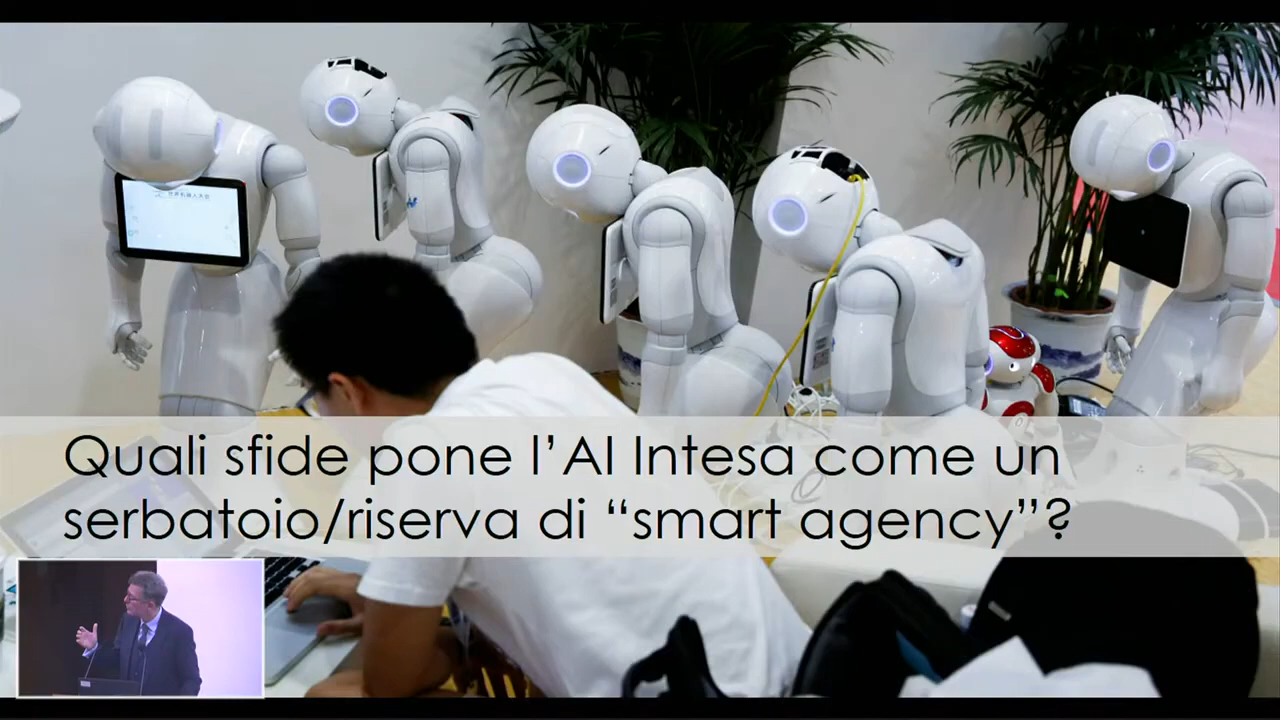 Quali sfide pone l’AI Intesa come un
serbatoio/riserva di “smart agency”?